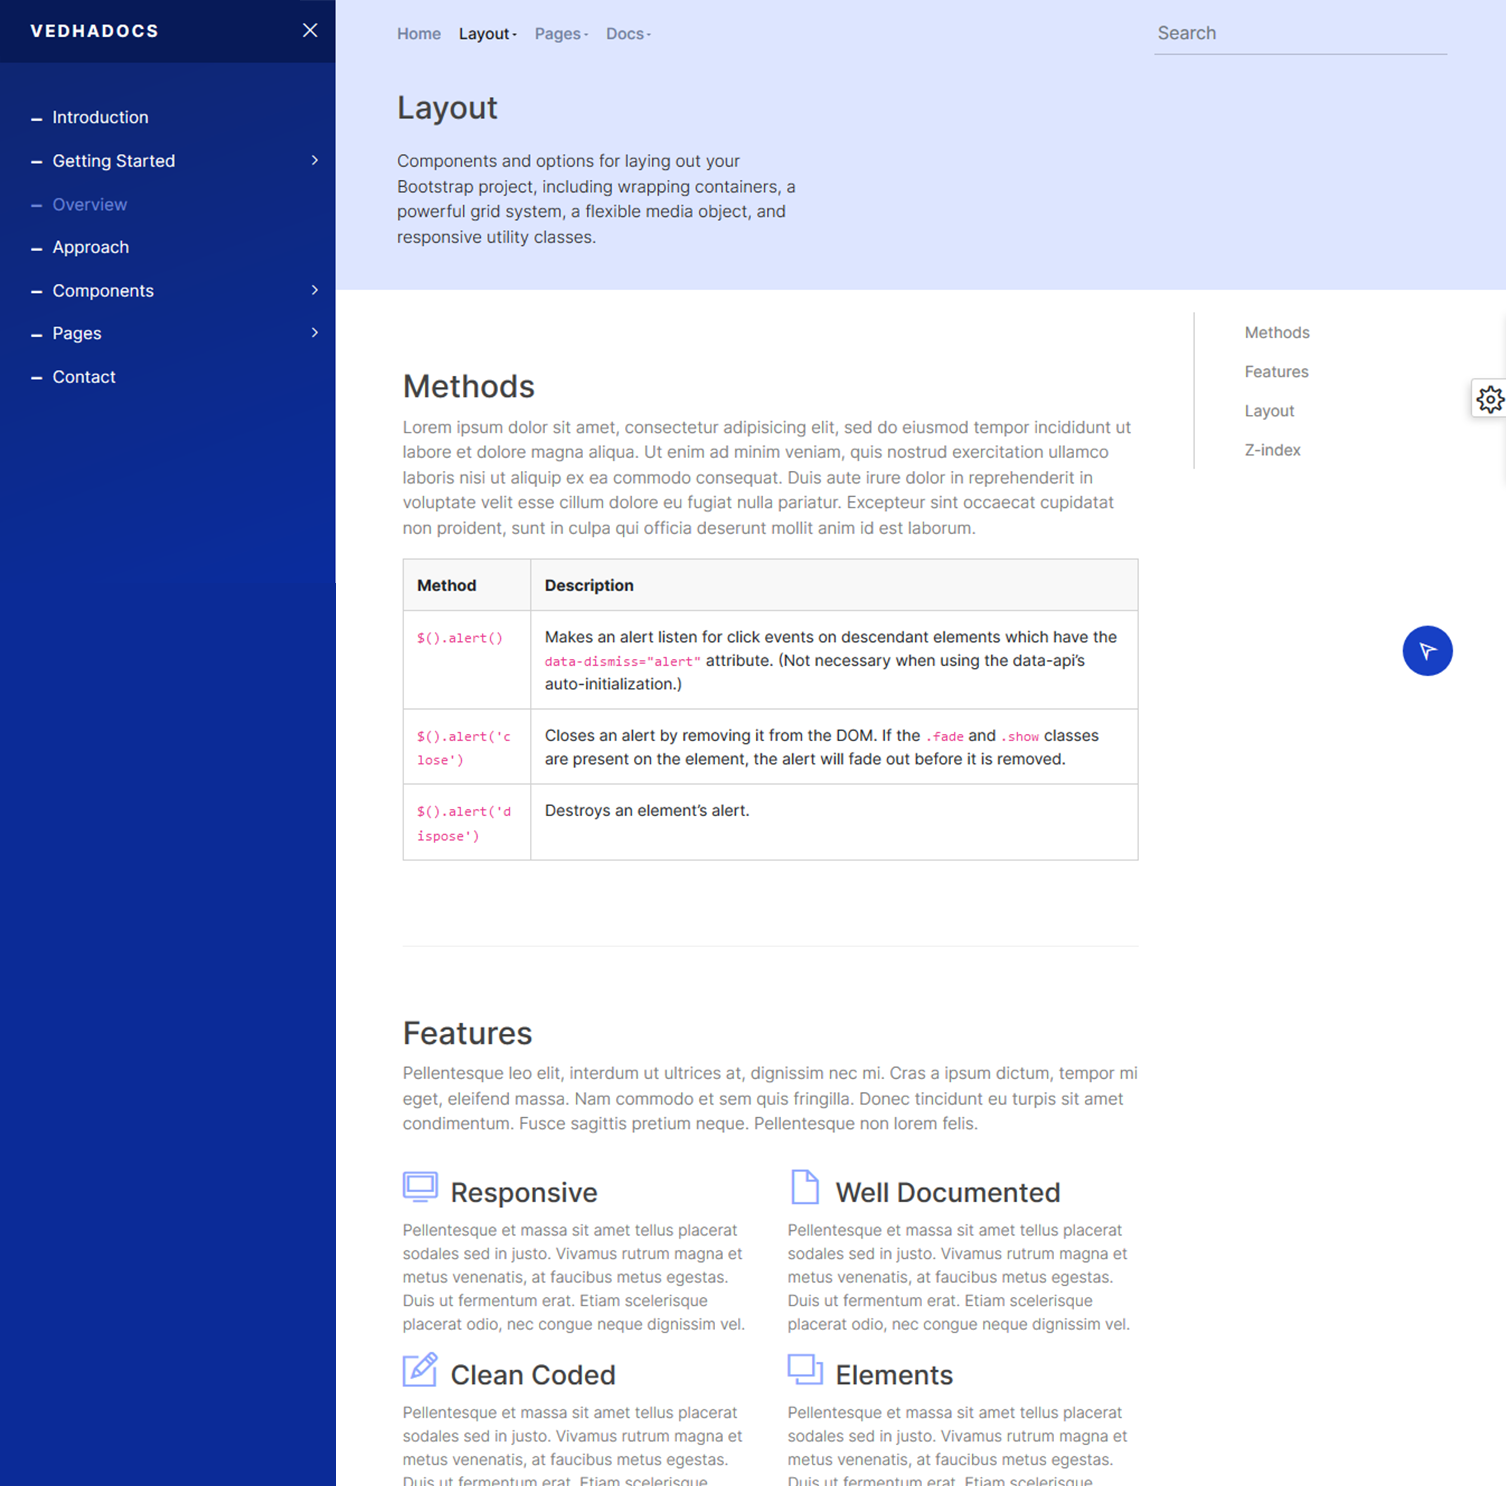 VEDHADOCS
Introduction
Getting Started
Overview
Approach
Components
Pages
Contact
Home Layout Pages Docs
Search
Layout
Components and options for laying out your
Bootstrap project, including wrapping containers, a
powerful grid system, a flexible media object, and
responsive utility classes.
Methods
Features
Layout
Z-index
Methods
Lorem ipsum dolor sit amet, consectetur adipisicing elit, sed do eiusmod tempor incididunt ut
labore et dolore magna aliqua. Ut enim ad minim veniam, quis nostrud exercitation ullamco
laboris nisi ut aliquip ex ea commodo consequat. Duis aute irure dolor in reprehenderit in
voluptate velit esse cillum dolore eu fugiat nulla pariatur. Excepteur sint occaecat cupidatat
non proident, sunt in culpa qui officia deserunt mollit anim id est laborum.
Method Description
$().alert()
Makes an alert listen for click events on descendant elements which have the
data-dismiss="alert" attribute. (Not necessary when using the data-api’s
auto-initialization.)
$().alert('c
lose')
Closes an alert by removing it from the DOM. If the .fade and .show classes
are present on the element, the alert will fade out before it is removed.
$().alert('d
ispose')
Destroys an element’s alert.
Features
Pellentesque leo elit, interdum ut ultrices at, dignissim nec mi. Cras a ipsum dictum, tempor mi
eget, eleifend massa. Nam commodo et sem quis fringilla. Donec tincidunt eu turpis sit amet
condimentum. Fusce sagittis pretium neque. Pellentesque non lorem felis.
Responsive
Pellentesque et massa sit amet tellus placerat
sodales sed in justo. Vivamus rutrum magna et
metus venenatis, at faucibus metus egestas.
Duis ut fermentum erat. Etiam scelerisque
placerat odio, nec congue neque dignissim vel.
Well Documented
Pellentesque et massa sit amet tellus placerat
sodales sed in justo. Vivamus rutrum magna et
metus venenatis, at faucibus metus egestas.
Duis ut fermentum erat. Etiam scelerisque
placerat odio, nec congue neque dignissim vel.
Clean Coded
Pellentesque et massa sit amet tellus placerat
sodales sed in justo. Vivamus rutrum magna et
metus venenatis, at faucibus metus egestas.
Duis ut fermentum erat. Etiam scelerisque
Elements
Pellentesque et massa sit amet tellus placerat
sodales sed in justo. Vivamus rutrum magna et
metus venenatis, at faucibus metus egestas.
Duis ut fermentum erat. Etiam scelerisque